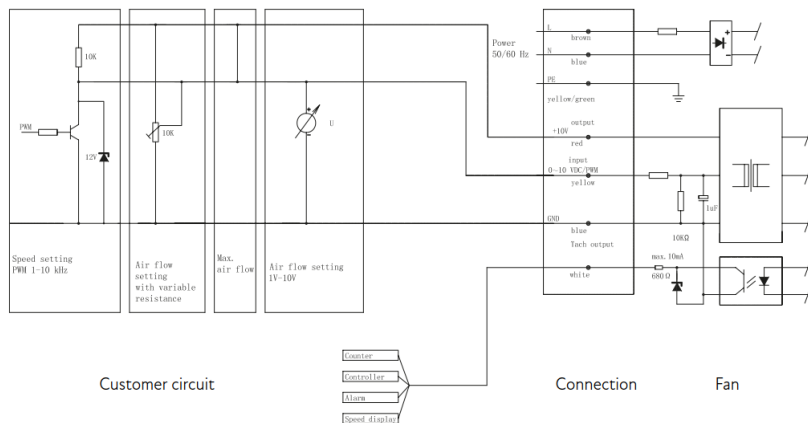 10K
PWM
12V
Speed setting
PWM 1-10 kHz
10K
Air flow
setting
with variable
resistance
Max.
air flow
+
U
-
Air flow setting
1V-10V
Power
50/60 Hz
L
brown
N
blue
PE
yellow/green
output
+10V
red
input
0~10 VDC/PWM
yellow
GND
blue
Tach output
white
+
-
1uF
10KΩ
max. 10mA
680 Ω
Counter
Controller
Alarm
Speed display
Customer circuit
Connection
Fan